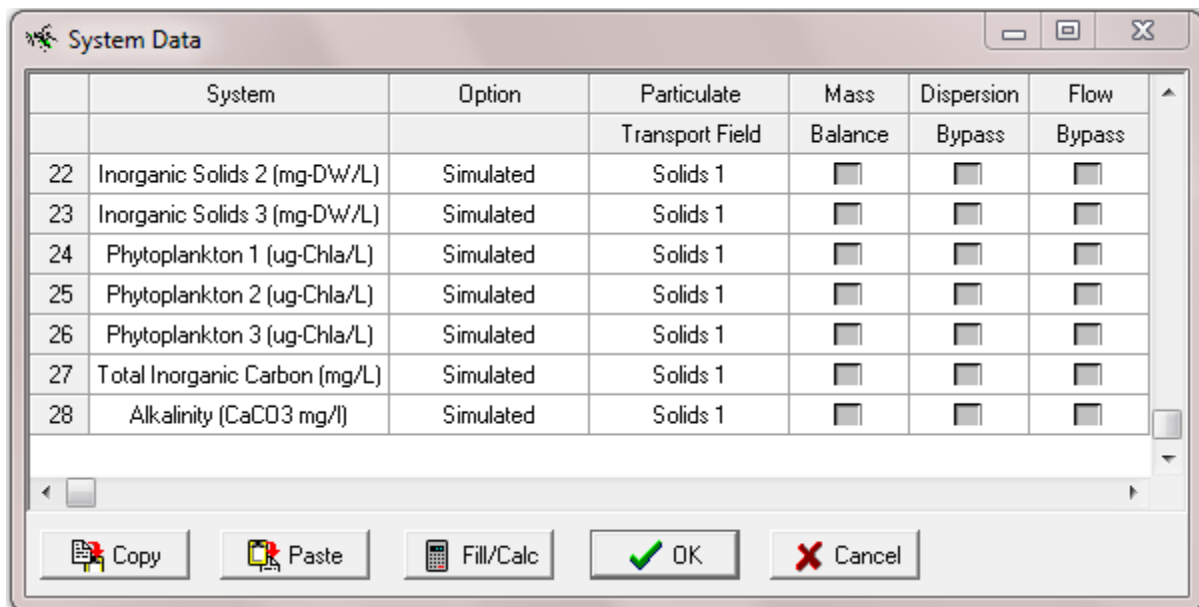 System Data
System Option Particulate Mass Dispersion Flow
Transport Field Balance Bypass Bypass
22 Inorganic Solids 2 (mg-DW/L) Simulated Solids 1
23 Inorganic Solids 3 (mg-DW/L) Simulated Solids 1
24 Phytoplankton 1 (ug-Chla/L) Simulated Solids 1
25 Phytoplankton 2 (ug-Chla/L) Simulated Solids 1
26 Phytoplankton 3 (ug-Chla/L) Simulated Solids 1
27 Total Inorganic Carbon (mg/L) Simulated Solids 1
28 Alkalinity (CaCO3 mg/l) Simulated Solids 1
Copy Paste Fill/Calc OK Cancel